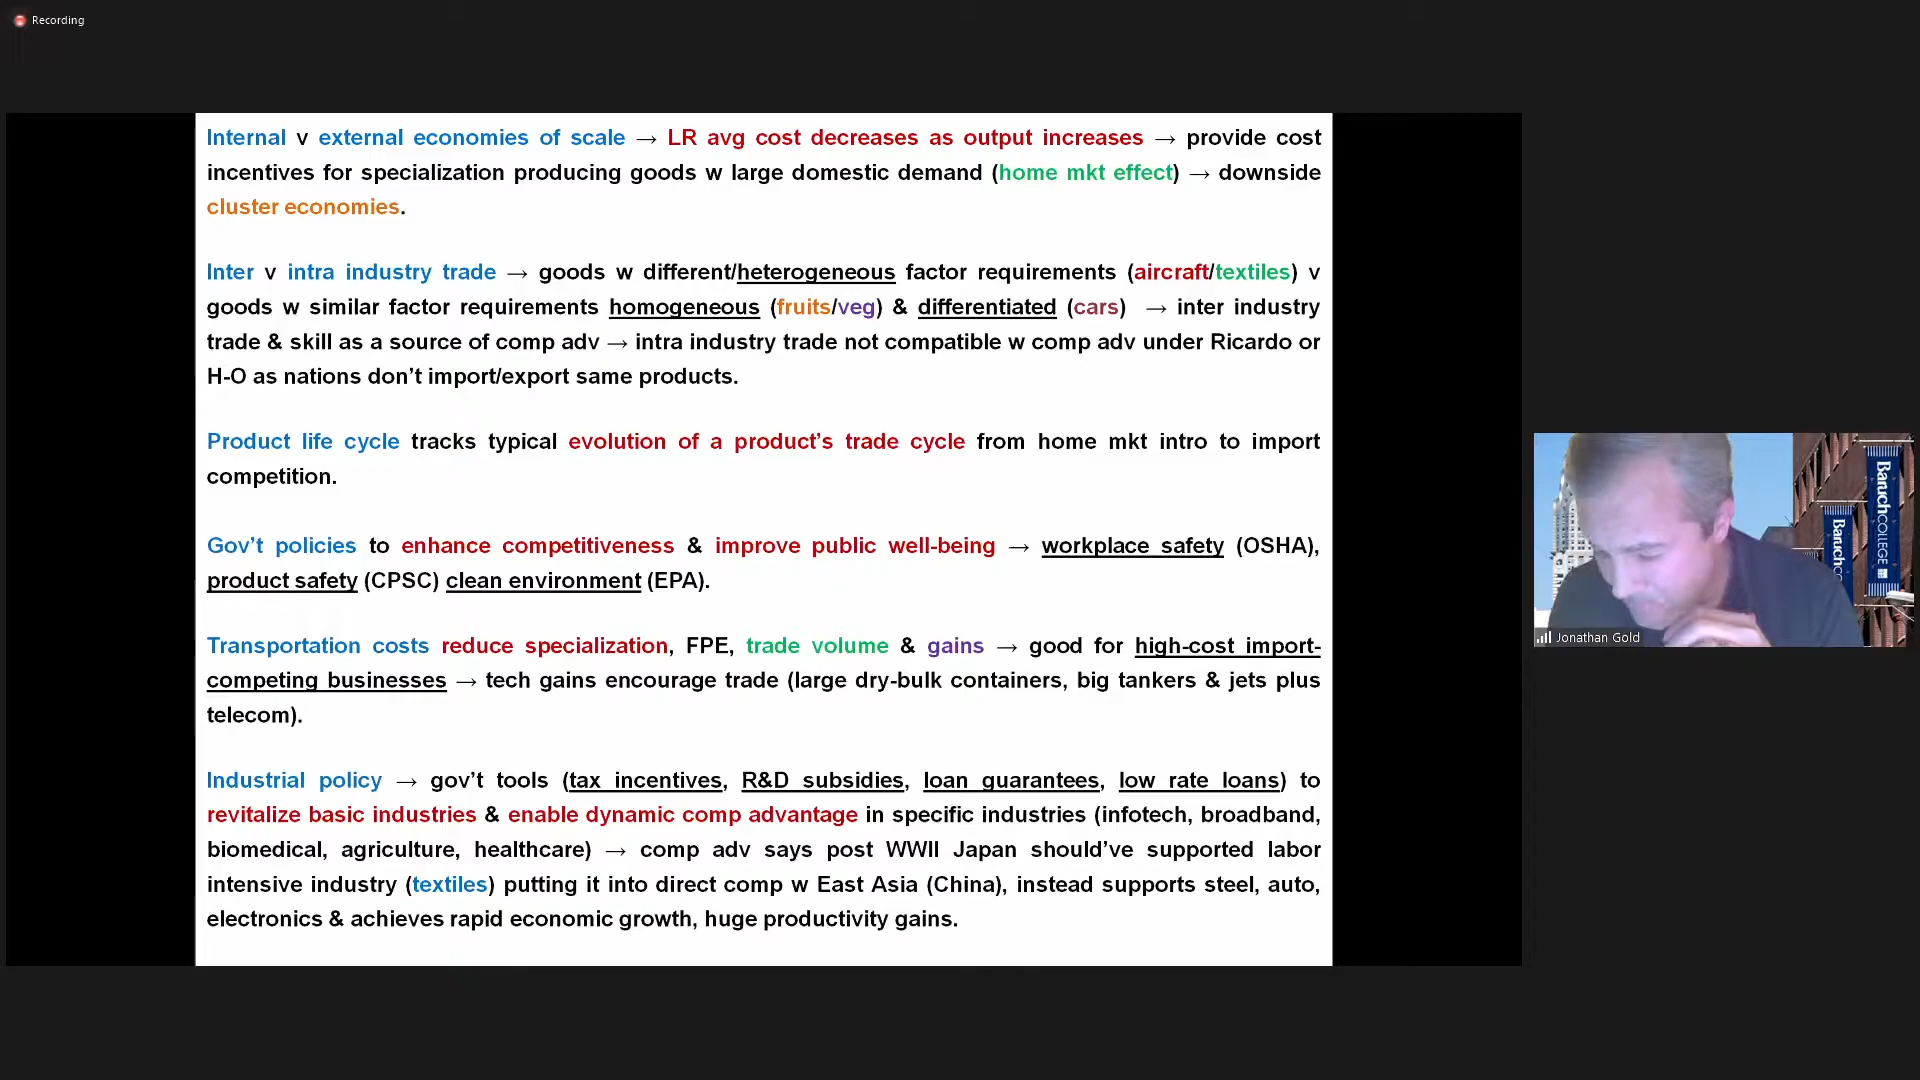 Recording
Internal v external economies of scale → LR avg cost decreases as output increases → provide cost
incentives for specialization producing goods w large domestic demand (home mkt effect) → downside
cluster economies.
Inter v intra industry trade → goods w different/heterogeneous factor requirements (aircraft/textiles) v
goods w similar factor requirements homogeneous (fruits/veg) & differentiated (cars) → inter industry
trade & skill as a source of comp adv → intra industry trade not compatible w comp adv under Ricardo or
H-O as nations don’t import/export same products.
Product life cycle tracks typical evolution of a product’s trade cycle from home mkt intro to import
competition.
Gov’t policies to enhance competitiveness & improve public well-being → workplace safety (OSHA),
product safety (CPSC) clean environment (EPA).
Transportation costs reduce specialization, FPE, trade volume & gains → good for high-cost import-
competing businesses → tech gains encourage trade (large dry-bulk containers, big tankers & jets plus
telecom).
Industrial policy → gov’t tools (tax incentives, R&D subsidies, loan guarantees, low rate loans) to
revitalize basic industries & enable dynamic comp advantage in specific industries (infotech, broadband,
biomedical, agriculture, healthcare) → comp adv says post WWII Japan should’ve supported labor
intensive industry (textiles) putting it into direct comp w East Asia (China), instead supports steel, auto,
electronics & achieves rapid economic growth, huge productivity gains.
Baruch COLLEGE
Baruch CO
Jonathan Gold